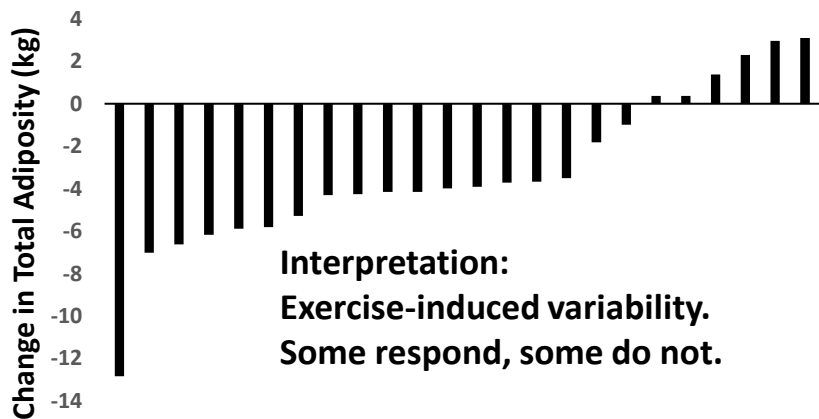 Change in Total Adiposity (kg)
4
2
0
-2
-4
-6
-8
-10
-12
-14
Interpretation:
Exercise-induced variability.
Some respond, some do not.